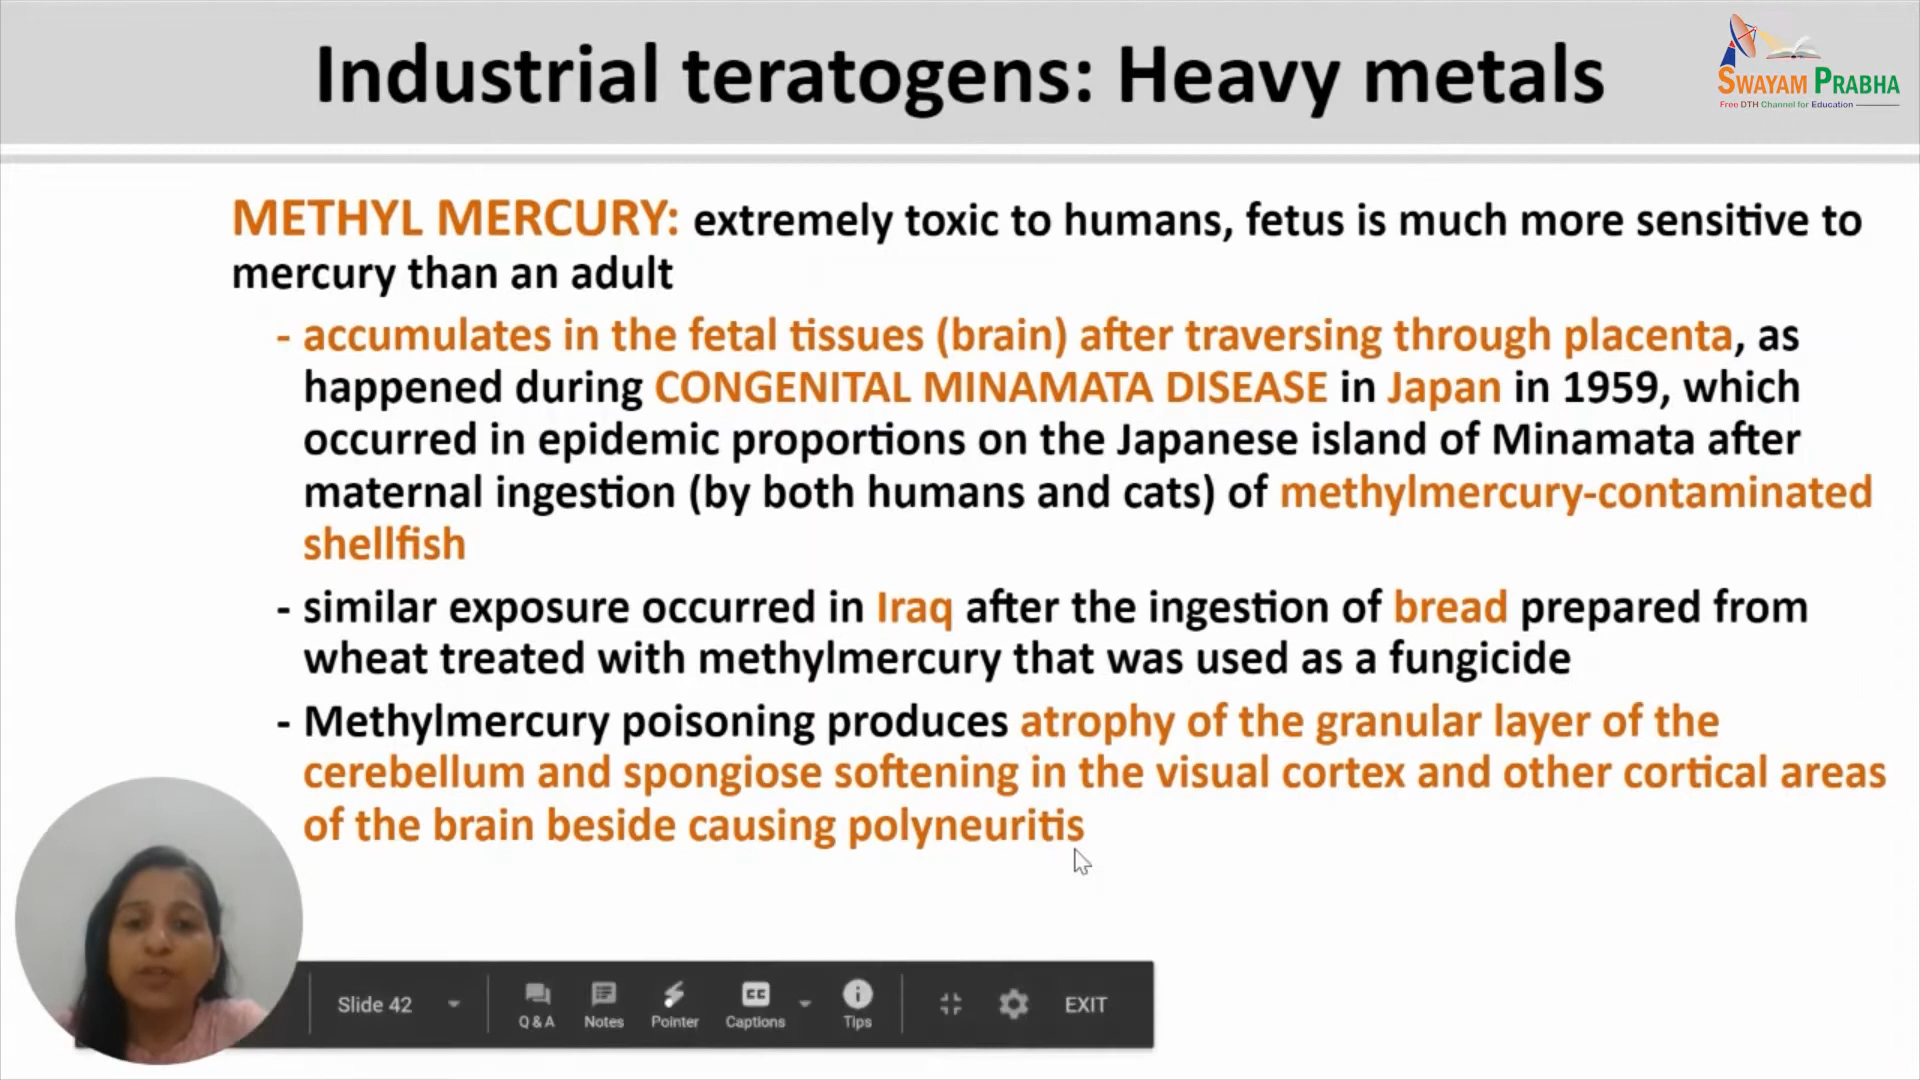 Industrial teratogens: Heavy metals
SWAYAM PRABHA
Free DTH Channel for Education
METHYL MERCURY: extremely toxic to humans, fetus is much more sensitive to
mercury than an adult
- accumulates in the fetal tissues (brain) after traversing through placenta, as
happened during CONGENITAL MINAMATA DISEASE in Japan in 1959, which
occurred in epidemic proportions on the Japanese island of Minamata after
maternal ingestion (by both humans and cats) of methylmercury-contaminated
shellfish
- similar exposure occurred in Iraq after the ingestion of bread prepared from
wheat treated with methylmercury that was used as a fungicide
- Methylmercury poisoning produces atrophy of the granular layer of the
cerebellum and spongiose softening in the visual cortex and other cortical areas
of the brain beside causing polyneuritis
Slide 42
Q & A
Notes
Pointer
CC
Captions
Tips
EXIT